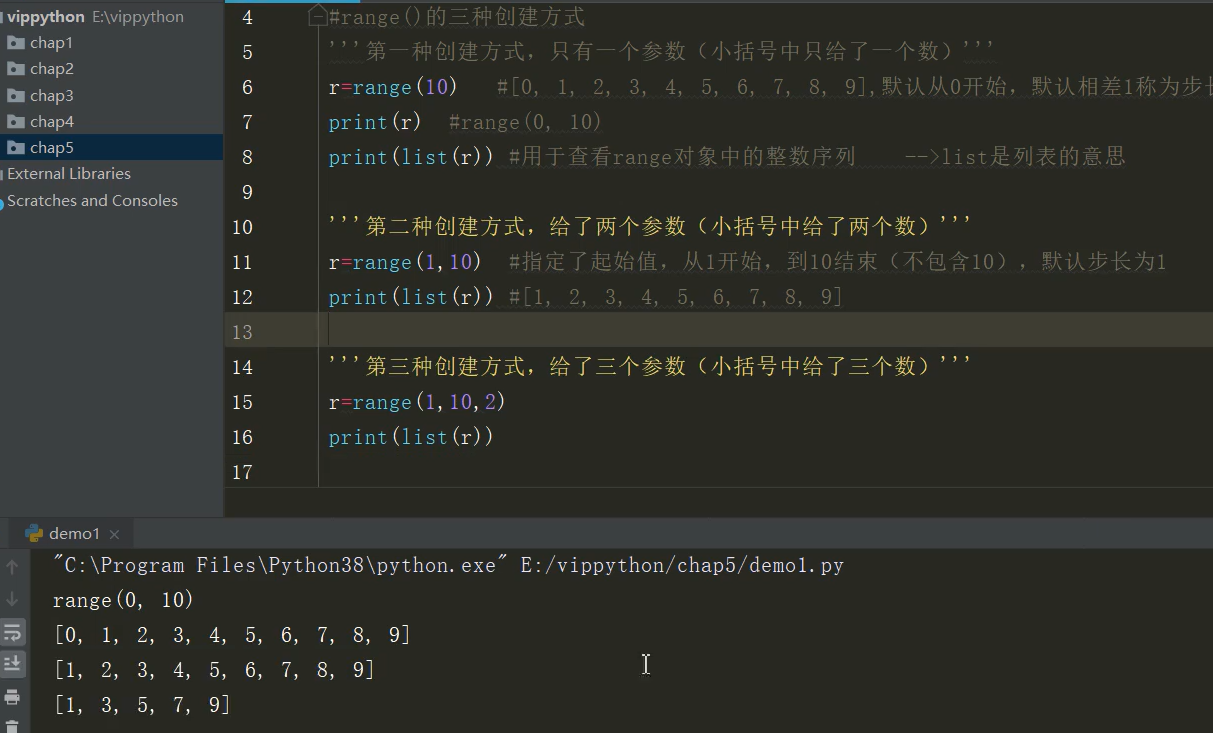 vippython E:\vippython
chap1
chap2
chap3
chap4
chap5
External Libraries
Scratches and Consoles
4 #range()的三种创建方式
5 '''第一种创建方式，只有一个参数（小括号中只给了一个数）'''
6 r=range(10) #[0, 1, 2, 3, 4, 5, 6, 7, 8, 9],默认从0开始，默认相差1称为步
7 print(r) #range(0, 10)
8 print(list(r)) #用于查看range对象中的整数序列 -->list是列表的意思
9
10 '''第二种创建方式，给了两个参数（小括号中给了两个数）'''
11 r=range(1,10) #指定了起始值，从1开始，到10结束（不包含10），默认步长为1
12 print(list(r)) #[1, 2, 3, 4, 5, 6, 7, 8, 9]
13
14 '''第三种创建方式，给了三个参数（小括号中给了三个数）'''
15 r=range(1,10,2)
16 print(list(r))
17
demo1
"C:\Program Files\Python38\python.exe" E:/vippython/chap5/demo1.py
range(0, 10)
[0, 1, 2, 3, 4, 5, 6, 7, 8, 9]
[1, 2, 3, 4, 5, 6, 7, 8, 9]
[1, 3, 5, 7, 9]